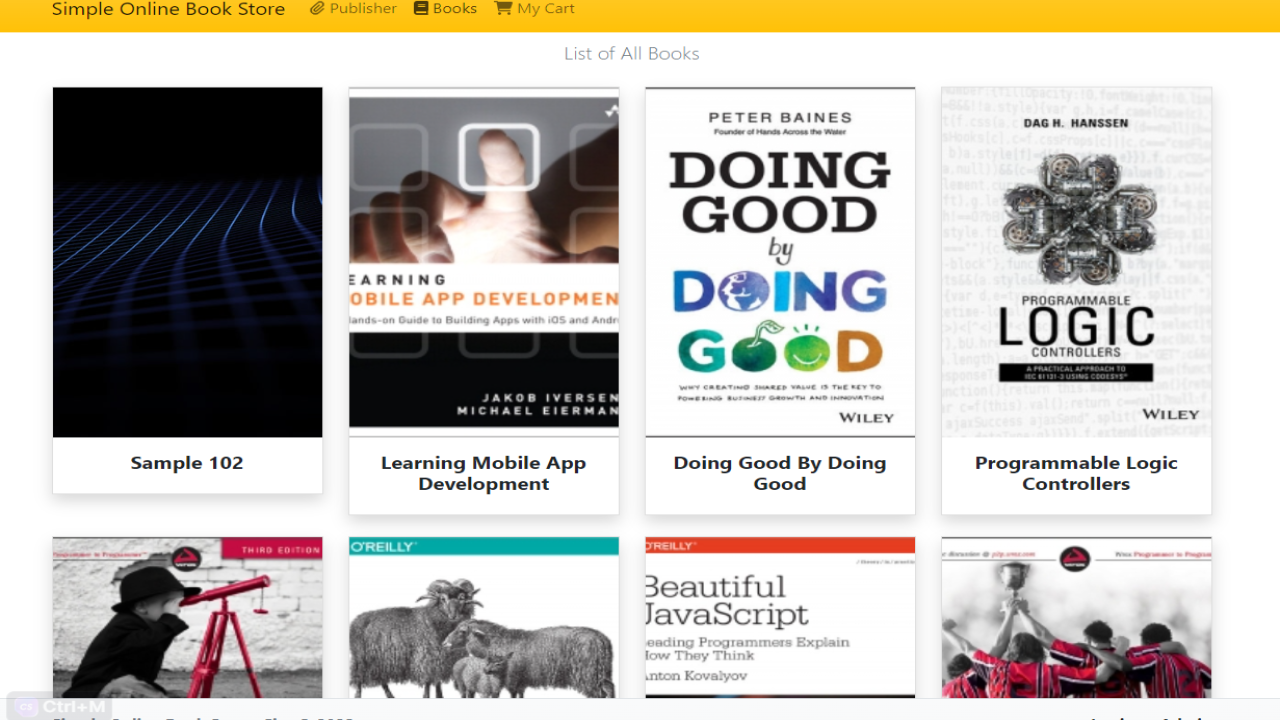 Simple Online Book Store Publisher Books My Cart
List of All Books
EARNING
OBILE APP DEVELOPMEN
Hands-on Guide to Building Apps with iOS and Andr
JAKOB IVERSEN
MICHAEL EIERMAN
PETER BAINES
Founder of Hands Across the Water
DOING
GOOD
by
DOING
GOOD
WHY CREATING SHARED VALUE IS THE KEY TO
POWERING BUSINESS GROWTH AND INNOVATION
WILEY
DAG H. HANSSEN
PROGRAMMABLE
LOGIC
CONTROLLERS
A PRACTICAL APPROACH TO
IEC 61131-3 USING CODESYS
WILEY
Sample 102
Learning Mobile App
Development
Doing Good By Doing
Good
Programmable Logic
Controllers
THIRD EDITION
O'REILLY
O'REILLY
Beautiful
JavaScript
Leading Programmers Explain
How They Think
Anton Kovalyov
Wrox Programmer to Program
Ctrl+M